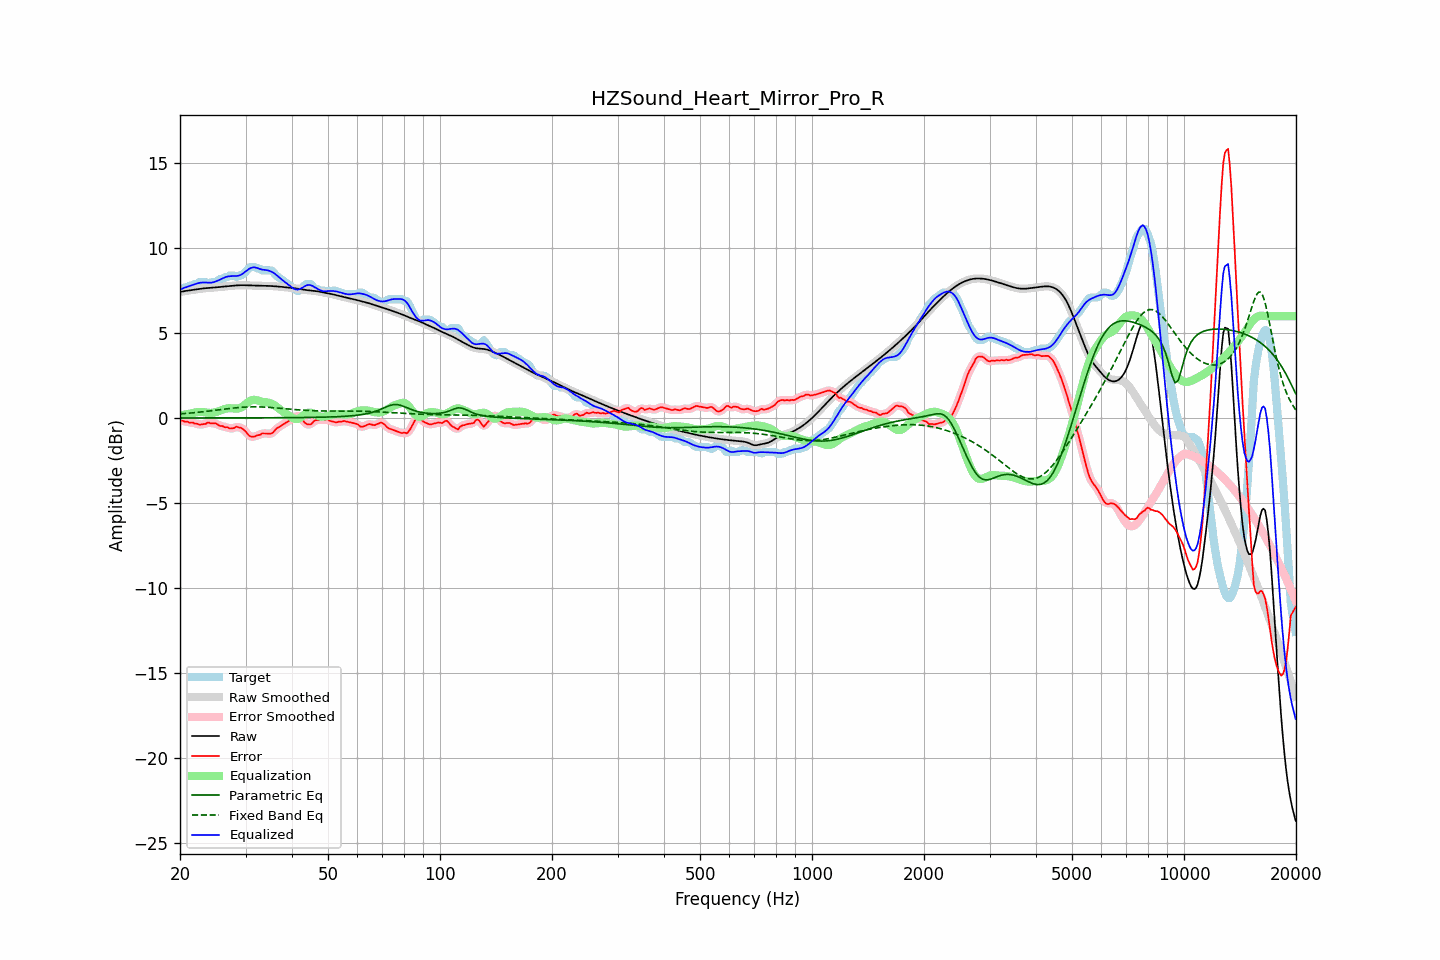 HZSound_Heart_Mirror_Pro_R
Amplitude (dBr)
15
10
5
0
−5
−10
−15
−20
−25
Target
Raw Smoothed
Error Smoothed
Raw
Error
Equalization
Parametric Eq
Fixed Band Eq
Equalized
20
50
100
200
500
1000
2000
5000
10000
20000
Frequency (Hz)